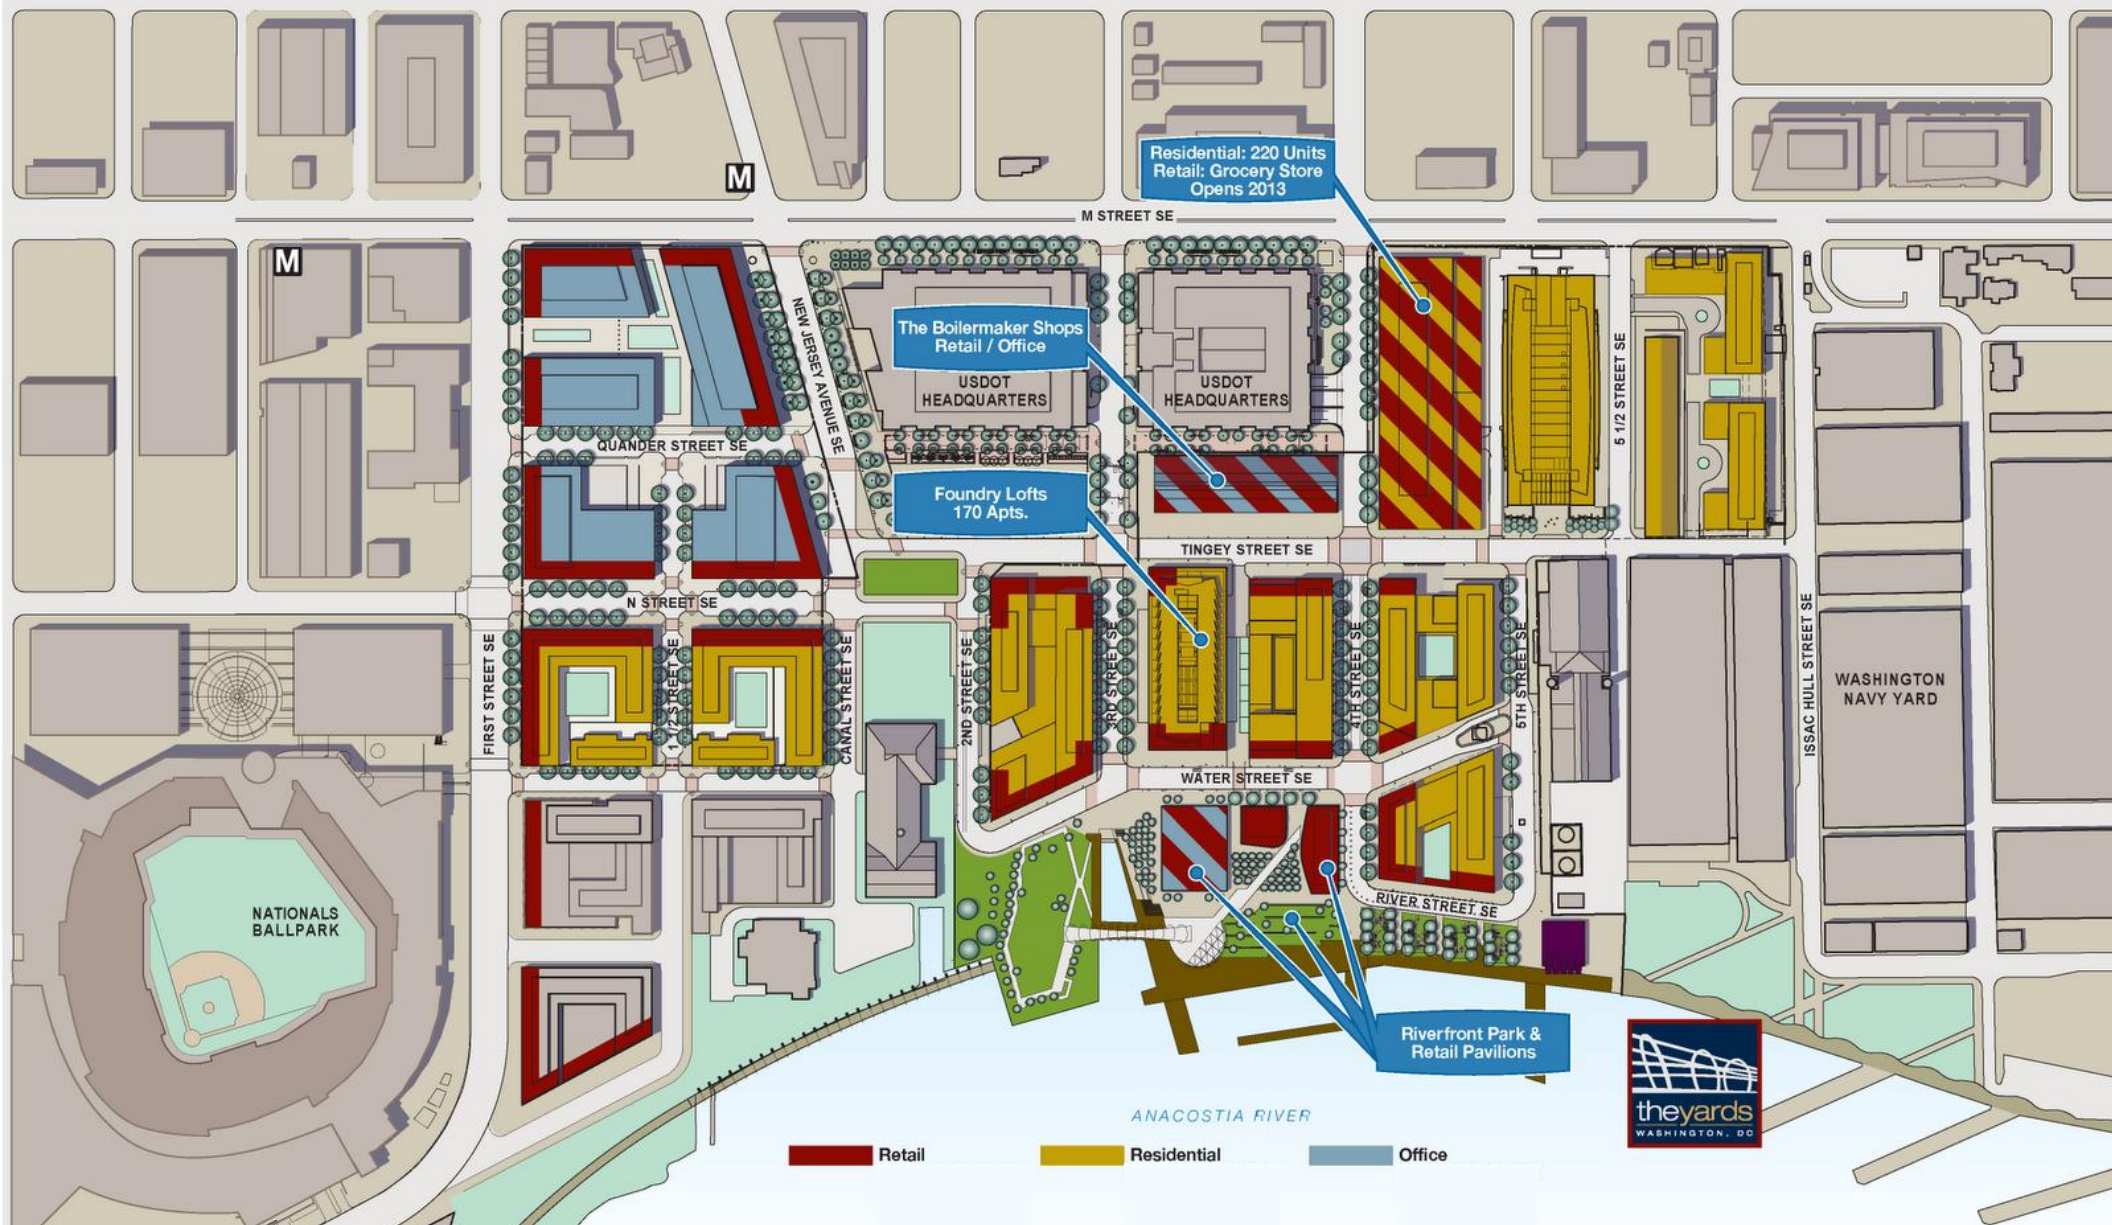 M
Residential: 220 Units
Retail: Grocery Store
Opens 2013
M STREET SE
M
NEW JERSEY AVENUE SE
The Boilermaker Shops
Retail / Office
USDOT
HEADQUARTERS
USDOT
HEADQUARTERS
5 1/2 STREET SE
QUANDER STREET SE
Foundry Lofts
170 Apts.
TINGEY STREET SE
N STREET SE
FIRST STREET SE
1 1/2 STREET SE
CANAL STREET SE
2ND STREET SE
3RD STREET SE
4TH STREET SE
5TH STREET SE
ISSAC HULL STREET SE
WASHINGTON
NAVY YARD
WATER STREET SE
NATIONALS
BALLPARK
RIVER STREET SE
Riverfront Park &
Retail Pavilions
ANACOSTIA RIVER
theyards
WASHINGTON, DC
Retail
Residential
Office